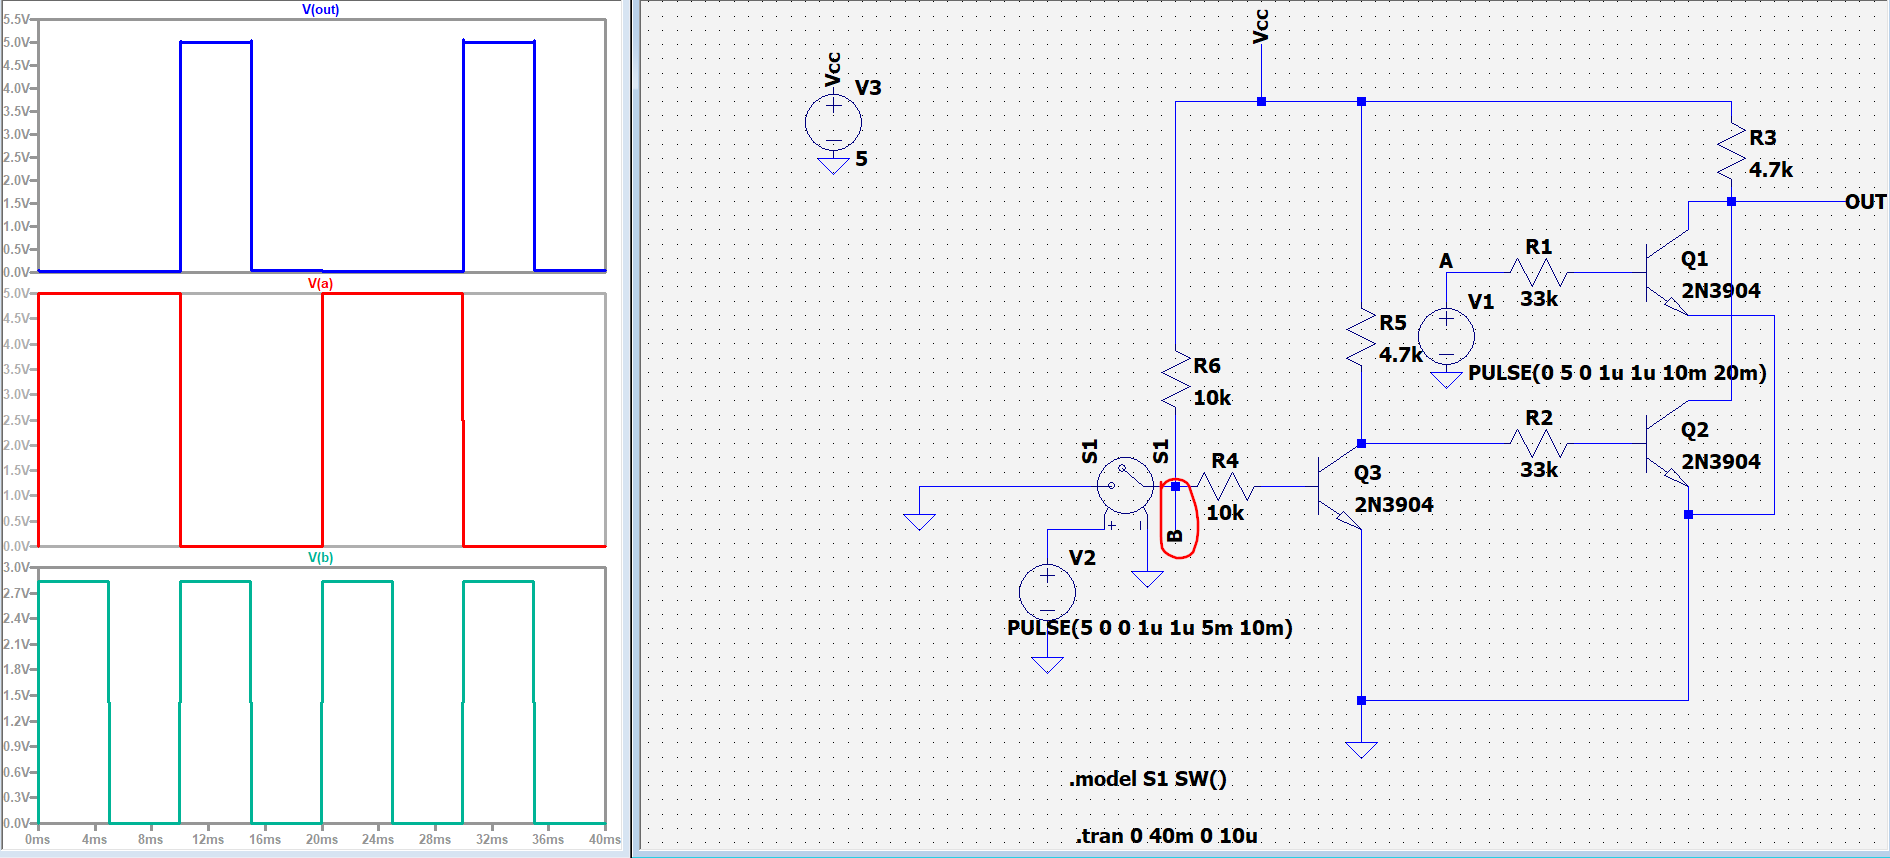 V(out)
5.5V
5.0V
4.5V
4.0V
3.5V
3.0V
2.5V
2.0V
1.5V
1.0V
0.5V
0.0V
V(a)
5.0V
4.5V
4.0V
3.5V
3.0V
2.5V
2.0V
1.5V
1.0V
0.5V
0.0V
V(b)
3.0V
2.7V
2.4V
2.1V
1.8V
1.5V
1.2V
0.9V
0.6V
0.3V
0.0V
0ms 4ms 8ms 12ms 16ms 20ms 24ms 28ms 32ms 36ms 40ms
Vcc
V3
5
Vcc
R3
4.7k
OUT
A
R1
33k
Q1
2N3904
V1
PULSE(0 5 0 1u 1u 10m 20m)
R5
4.7k
R6
10k
R2
33k
Q2
2N3904
S1
S1
R4
10k
Q3
2N3904
+
B
V2
PULSE(5 0 0 1u 1u 5m 10m)
.model S1 SW()
.tran 0 40m 0 10u